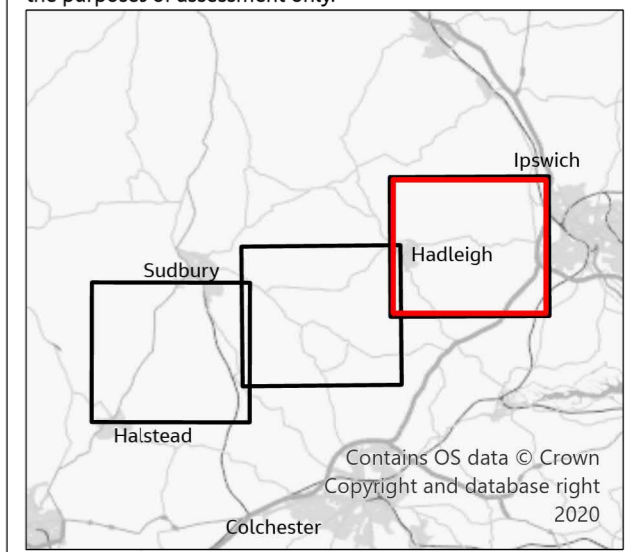 the purposes of assessment only.
Ipswich
Hadleigh
Sudbury
Halstead
Contains OS data © Crown
Copyright and database right
2020
Colchester